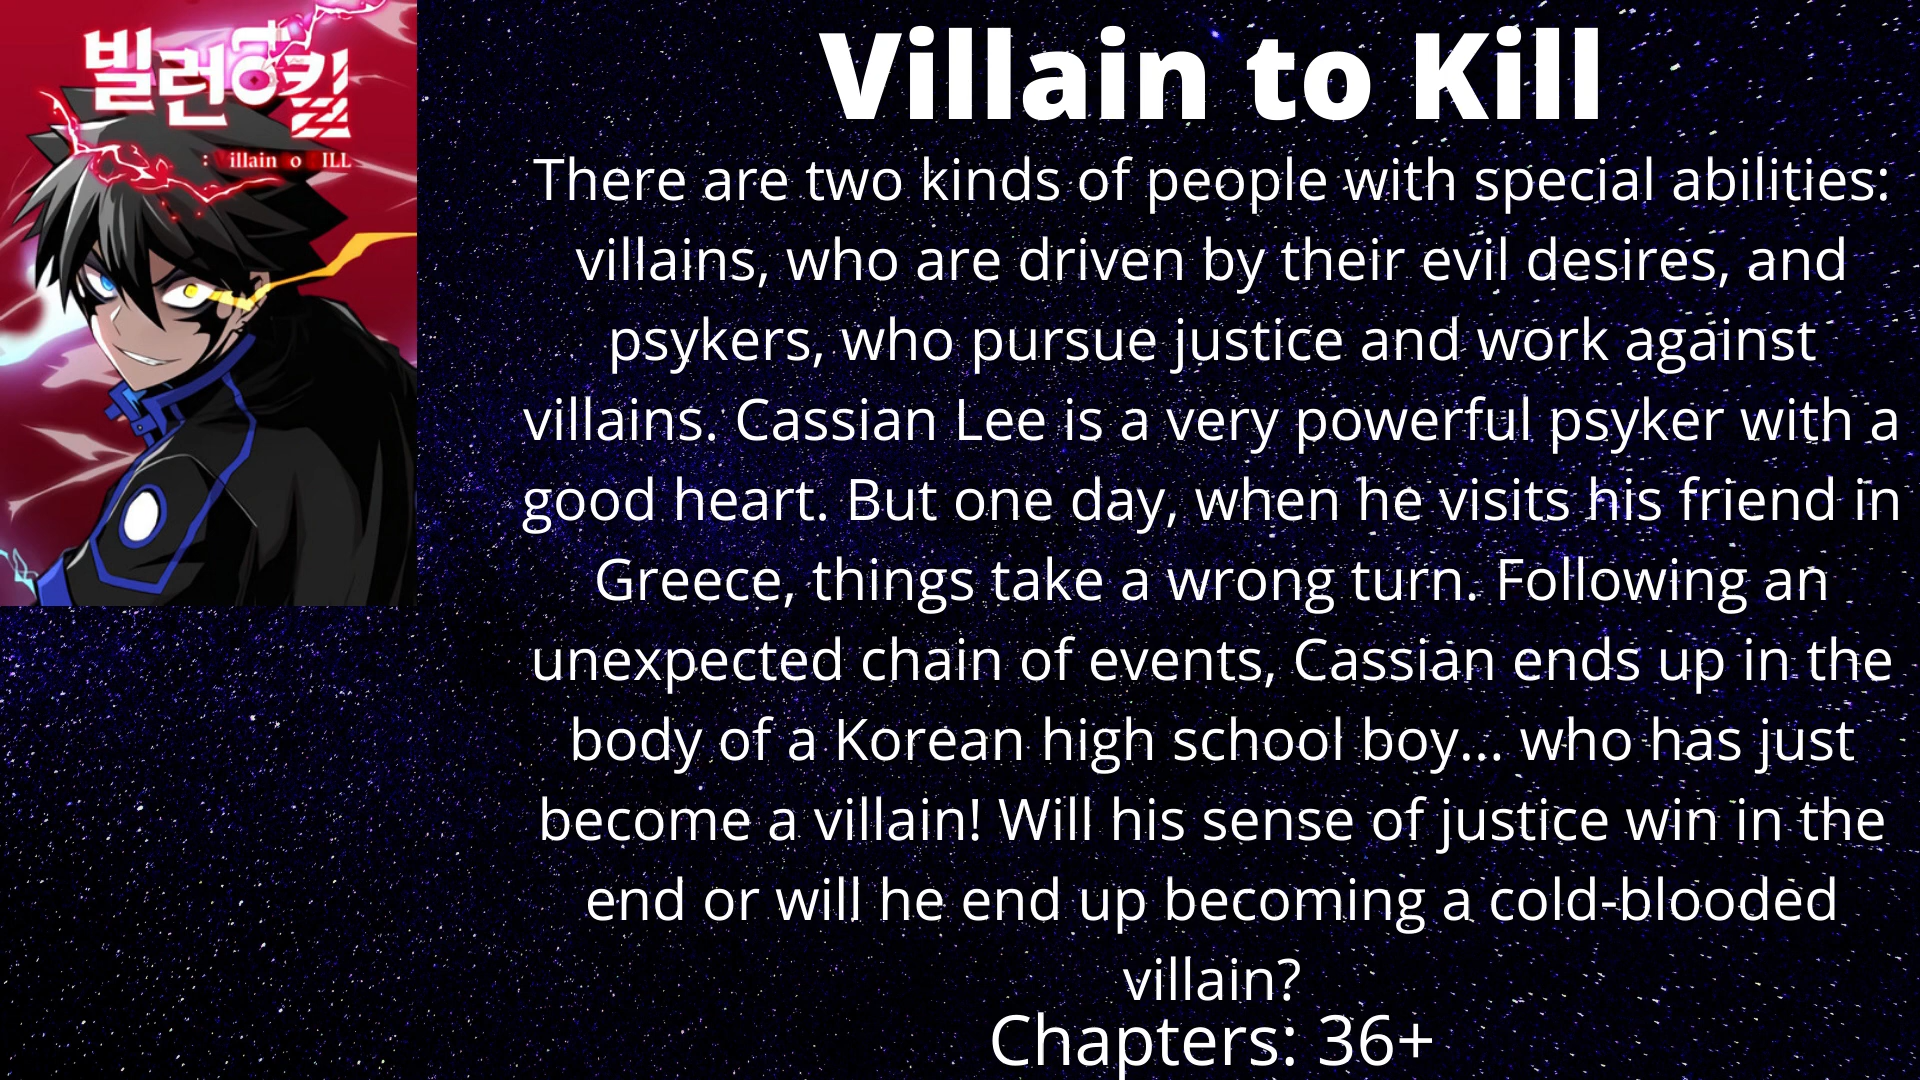 빌런투킬
: Villain to KILL
Villain to Kill
There are two kinds of people with special abilities:
villains, who are driven by their evil desires, and
psykers, who pursue justice and work against
villains. Cassian Lee is a very powerful psyker with a
good heart. But one day, when he visits his friend in
Greece, things take a wrong turn. Following an
unexpected chain of events, Cassian ends up in the
body of a Korean high school boy... who has just
become a villain! Will his sense of justice win in the
end or will he end up becoming a cold-blooded
villain?
Chapters: 36+